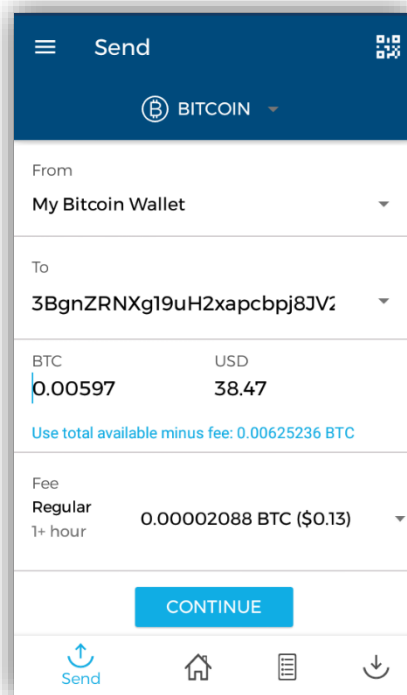 Send
BITCOIN
From
My Bitcoin Wallet
To
3BgnZRNXg19uH2xapcbpj8JV2
BTC USD
0.00597 38.47
Use total available minus fee: 0.00625236 BTC
Fee
Regular
0.00002088 BTC ($0.13)
1+ hour
CONTINUE
Send